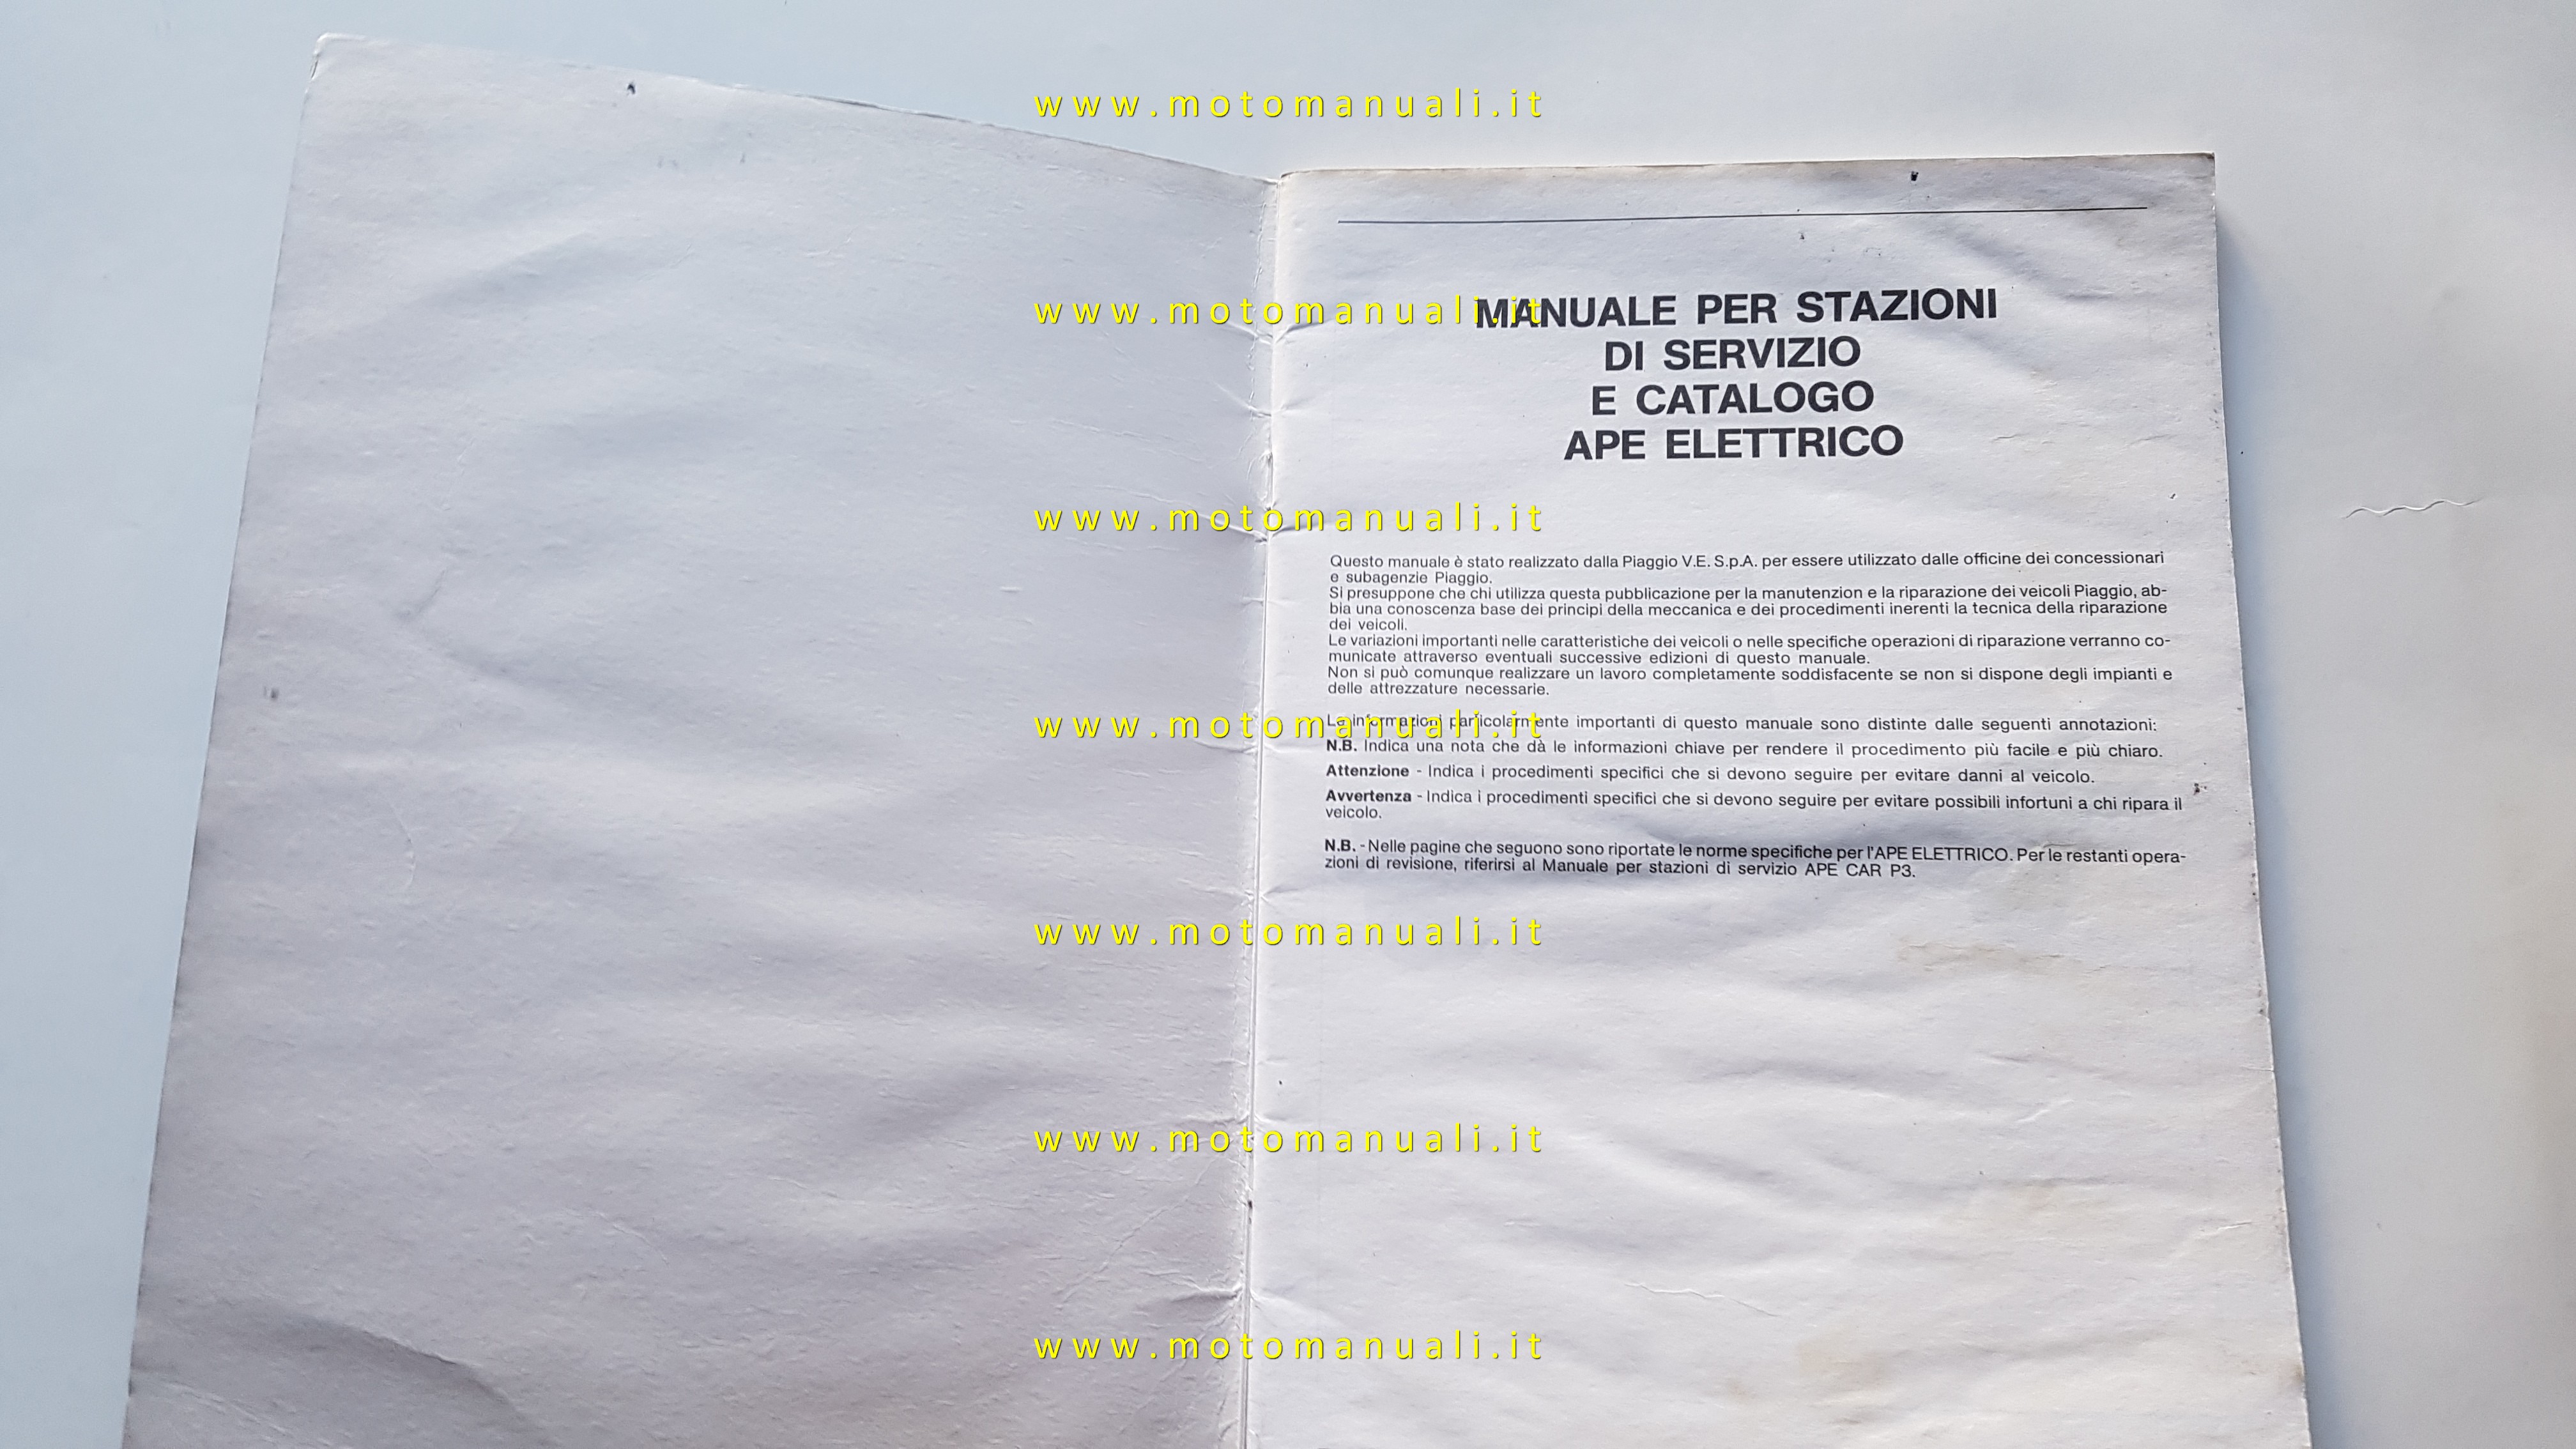 www.motomanuali.it
www.motomanuali.it
MANUALE PER STAZIONI
DI SERVIZIO
E CATALOGO
APE ELETTRICO
www.motomanuali.it
Questo manuale è stato realizzato dalla Piaggio V.E. S.p.A. per essere utilizzato dalle officine dei concessionari
e subagenzie Piaggio.
Si presuppone che chi utilizza questa pubblicazione per la manutenzion e la riparazione dei veicoli Piaggio, ab-
bia una conoscenza base dei principi della meccanica e dei procedimenti inerenti la tecnica della riparazione
dei veicoli.
Le variazioni importanti nelle caratteristiche dei veicoli o nelle specifiche operazioni di riparazione verranno co-
municate attraverso eventuali successive edizioni di questo manuale.
Non si può comunque realizzare un lavoro completamente soddisfacente se non si dispone degli impianti e
delle attrezzature necessarie.
www.motomanuali.it
Le informazioni particolarmente importanti di questo manuale sono distinte dalle seguenti annotazioni:
N.B. Indica una nota che dà le informazioni chiave per rendere il procedimento più facile e più chiaro.
Attenzione - Indica i procedimenti specifici che si devono seguire per evitare danni al veicolo.
Avvertenza - Indica i procedimenti specifici che si devono seguire per evitare possibili infortuni a chi ripara il
veicolo.
N.B. - Nelle pagine che seguono sono riportate le norme specifiche per l'APE ELETTRICO. Per le restanti opera-
zioni di revisione, riferirsi al Manuale per stazioni di servizio APE CAR P3.
www.motomanuali.it
www.motomanuali.it
www.motomanuali.it